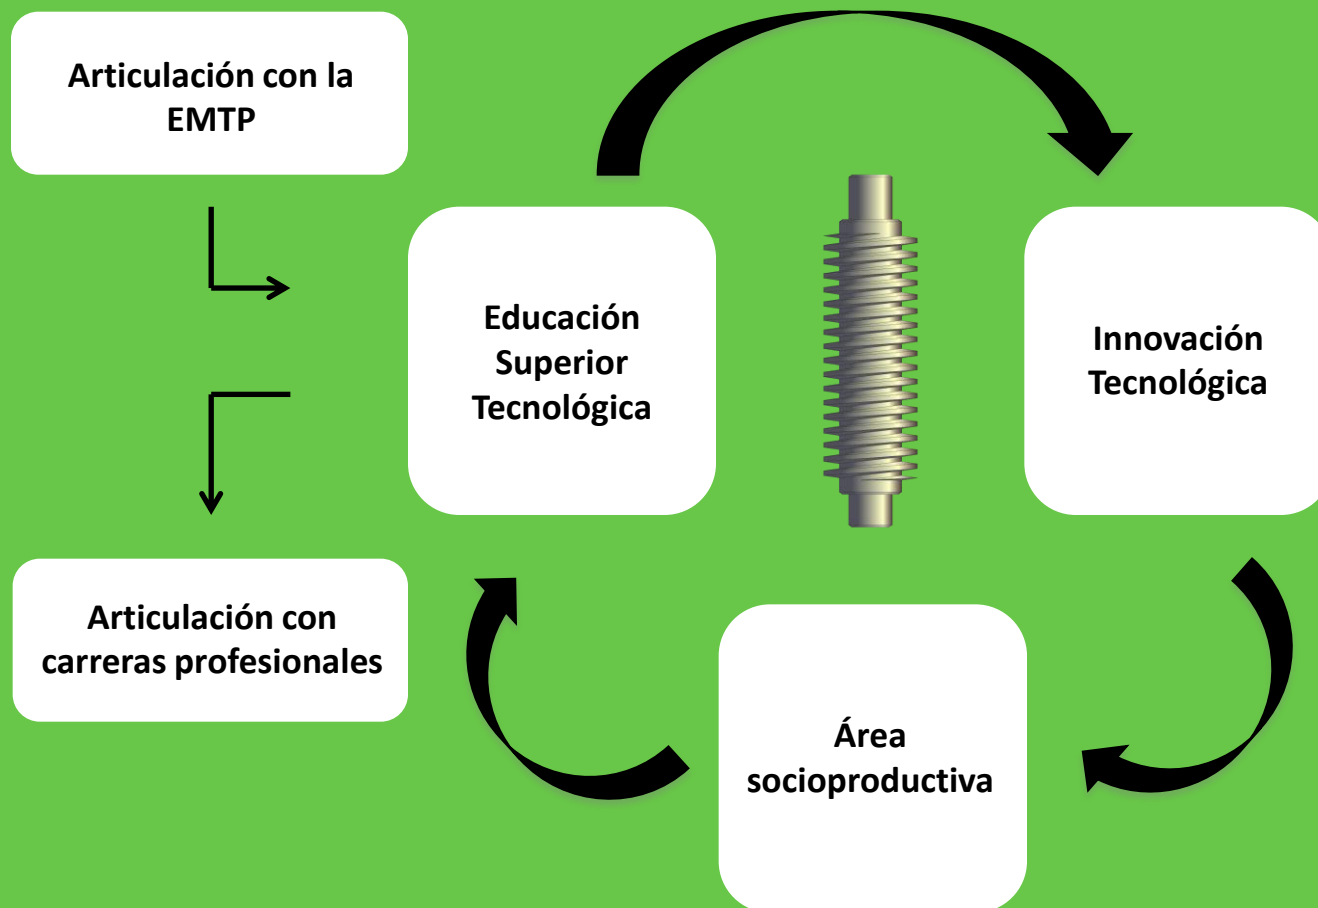 Articulación con la
EMTP
Educación
Superior
Tecnológica
Innovación
Tecnológica
Articulación con
carreras profesionales
Área
socioproductiva